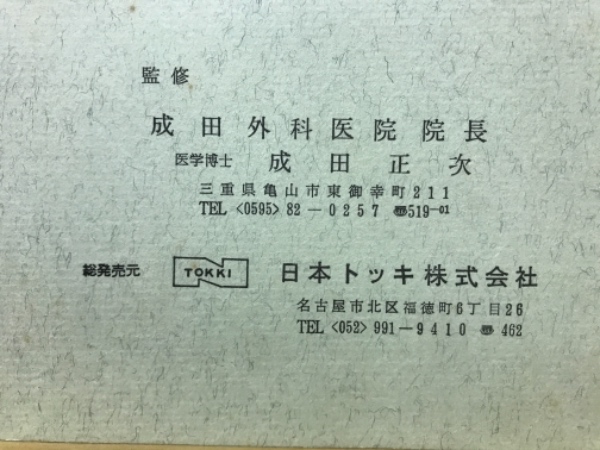 監修
成田外科医院院長
医学博士 成田正次
三重県亀山市東御幸町211
TEL <0595> 82-0257 〠519-01
総発売元 TOKKI 日本トッキ株式会社
名古屋市北区福徳町6丁目26
TEL <052> 991-9410 〠 462